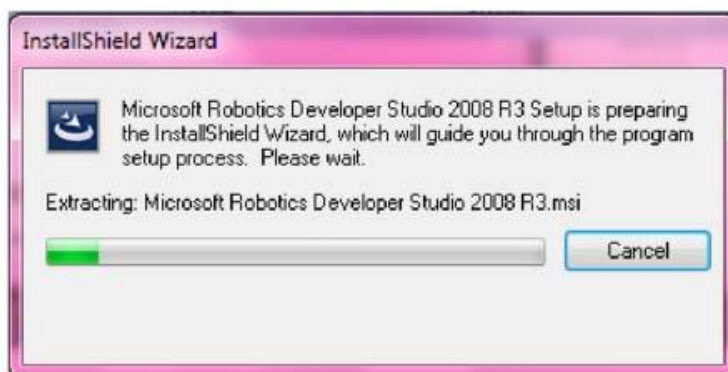 InstallShield Wizard
Microsoft Robotics Developer Studio 2008 R3 Setup is preparing
the InstallShield Wizard, which will guide you through the program
setup process. Please wait.
Extracting: Microsoft Robotics Developer Studio 2008 R3.msi
Cancel